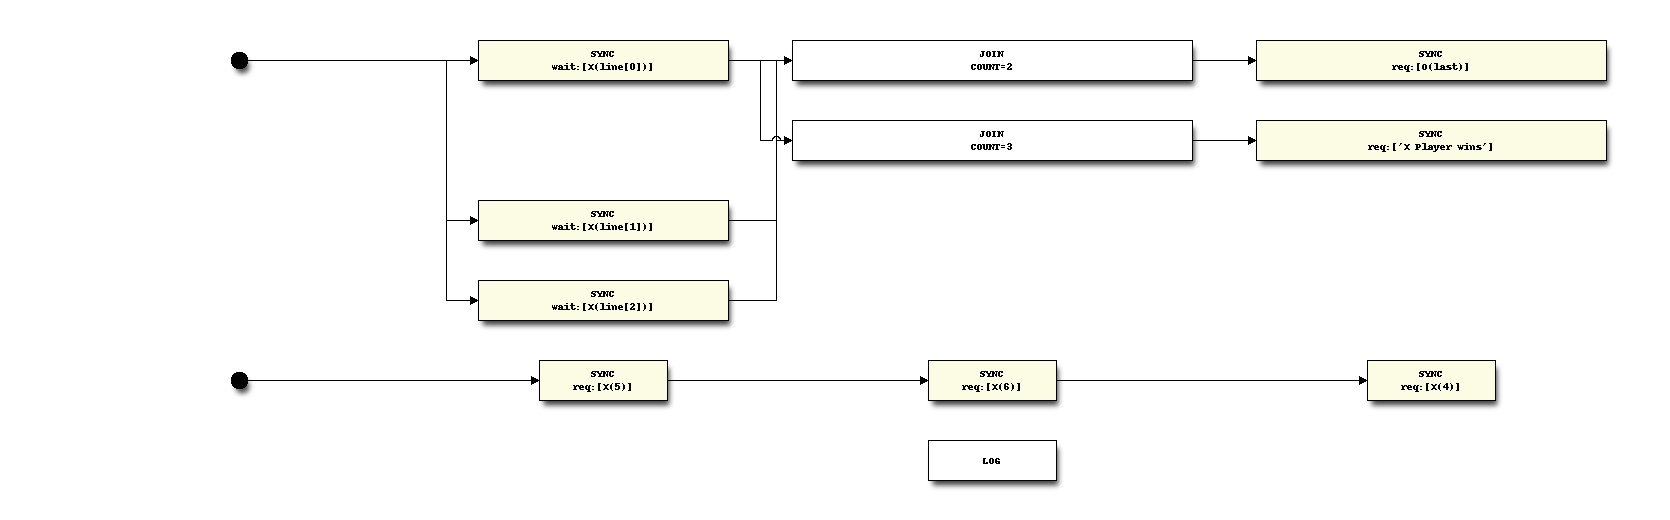 SYNC
wait:[X(line[0])]
JOIN
COUNT=2
SYNC
req:[O(last)]
JOIN
COUNT=3
SYNC
req:['X Player wins']
SYNC
wait:[X(line[1])]
SYNC
wait:[X(line[2])]
SYNC
req:[X(5)]
SYNC
req:[X(6)]
SYNC
req:[X(4)]
LOG